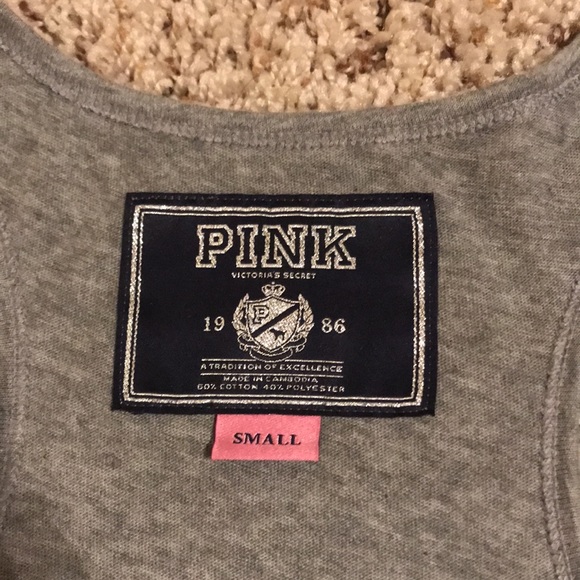 PINK
VICTORIA'S SECRET
P
19 86
A TRADITION OF EXCELLENCE
MADE IN CAMBODIA
60% COTTON 40% POLYESTER
SMALL